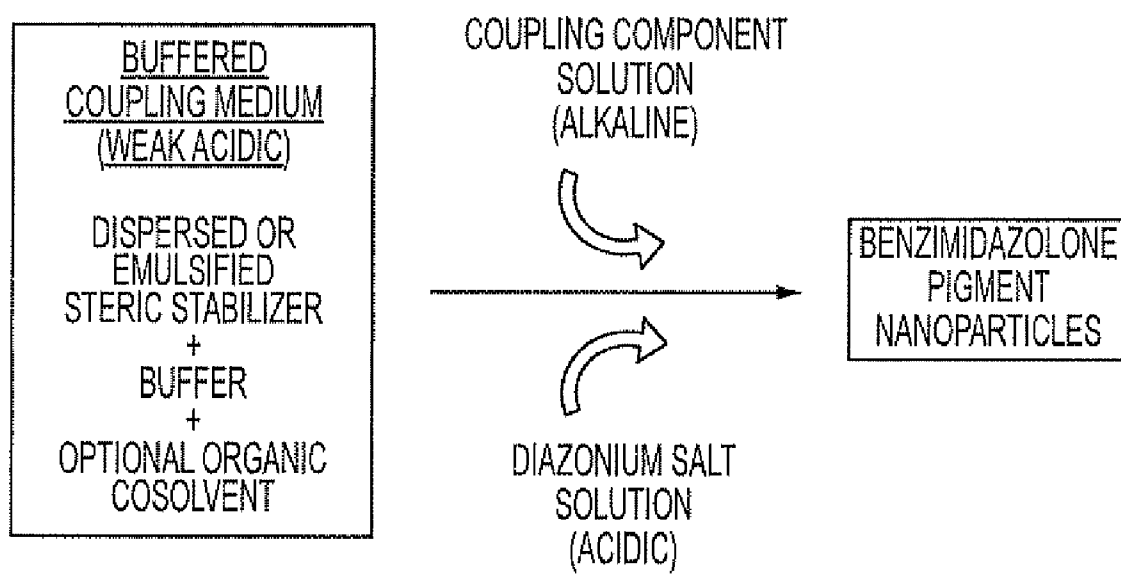 BUFFERED
COUPLING MEDIUM
(WEAK ACIDIC)
DISPERSED OR
EMULSIFIED
STERIC STABILIZER
+
BUFFER
+
OPTIONAL ORGANIC
COSOLVENT
COUPLING COMPONENT
SOLUTION
(ALKALINE)
DIAZONIUM SALT
SOLUTION
(ACIDIC)
BENZIMIDAZOLONE
PIGMENT
NANOPARTICLES